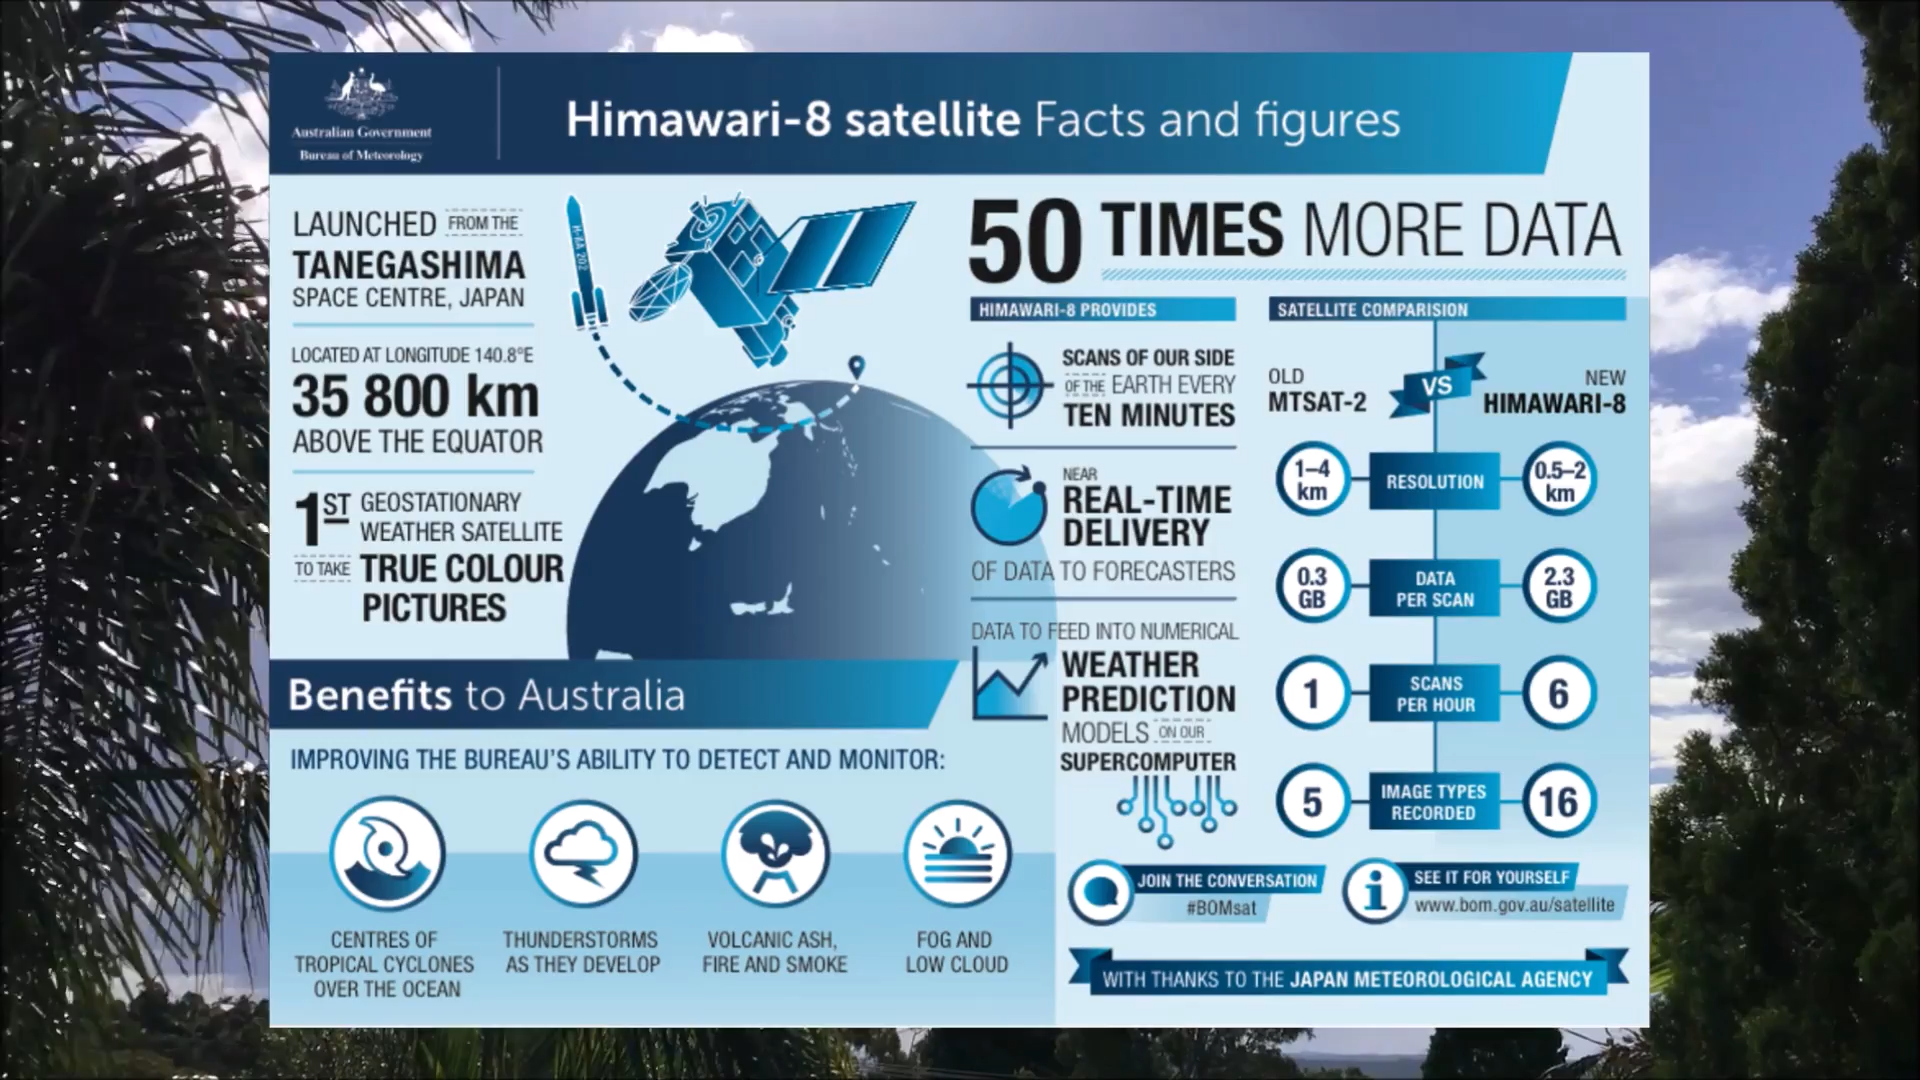 Australian Government
Bureau of Meteorology
Himawari-8 satellite Facts and figures
LAUNCHED FROM THE
TANEGASHIMA
SPACE CENTRE, JAPAN
LOCATED AT LONGITUDE 140.8°E
35 800 km
ABOVE THE EQUATOR
1ST GEOSTATIONARY
WEATHER SATELLITE
TO TAKE TRUE COLOUR
PICTURES
H-IIA 202
50 TIMES MORE DATA
HIMAWARI-8 PROVIDES
SCANS OF OUR SIDE
OF THE EARTH EVERY
TEN MINUTES
NEAR
REAL-TIME
DELIVERY
OF DATA TO FORECASTERS
DATA TO FEED INTO NUMERICAL
WEATHER
PREDICTION
MODELS ON OUR
SUPERCOMPUTER
SATELLITE COMPARISION
OLD
MTSAT-2
VS
NEW
HIMAWARI-8
1–4
km
RESOLUTION
0.5–2
km
0.3
GB
DATA
PER SCAN
2.3
GB
1
SCANS
PER HOUR
6
5
IMAGE TYPES
RECORDED
16
Benefits to Australia
IMPROVING THE BUREAU'S ABILITY TO DETECT AND MONITOR:
CENTRES OF
TROPICAL CYCLONES
OVER THE OCEAN
THUNDERSTORMS
AS THEY DEVELOP
VOLCANIC ASH,
FIRE AND SMOKE
FOG AND
LOW CLOUD
JOIN THE CONVERSATION
#BOMsat
SEE IT FOR YOURSELF
www.bom.gov.au/satellite
WITH THANKS TO THE JAPAN METEOROLOGICAL AGENCY